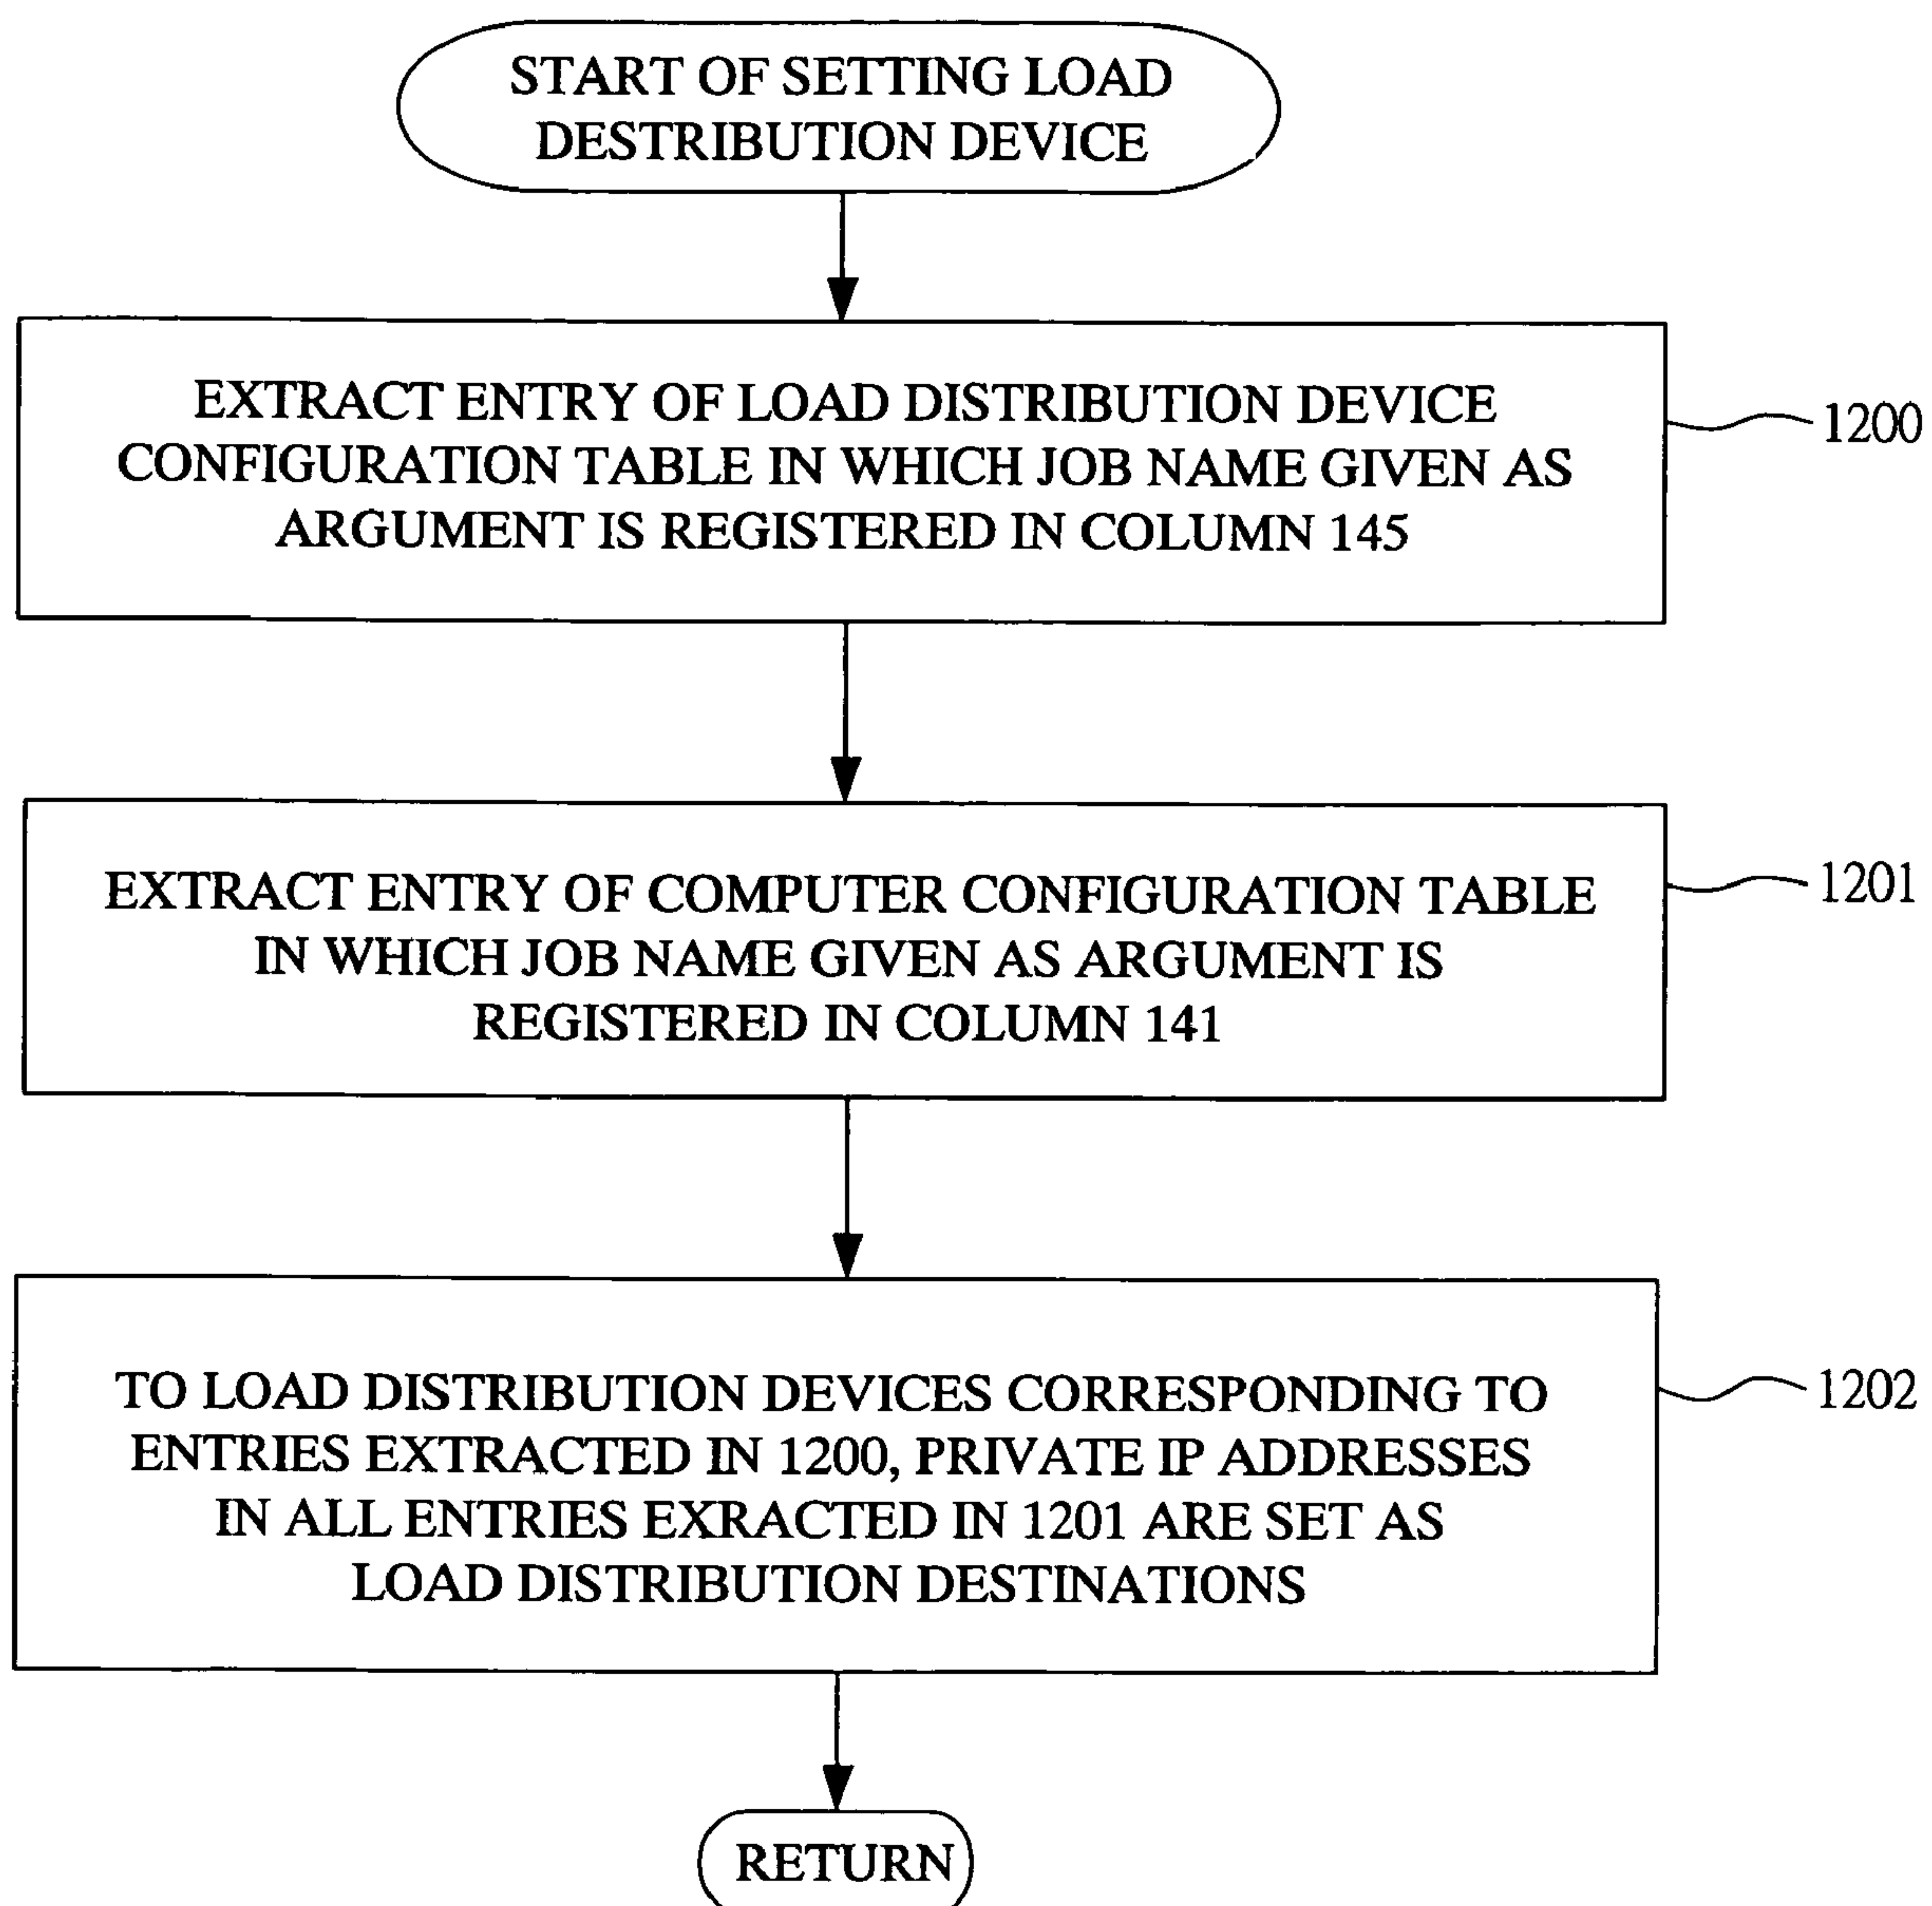 START OF SETTING LOAD
DESTRIBUTION DEVICE
EXTRACT ENTRY OF LOAD DISTRIBUTION DEVICE
CONFIGURATION TABLE IN WHICH JOB NAME GIVEN AS
ARGUMENT IS REGISTERED IN COLUMN 145
1200
EXTRACT ENTRY OF COMPUTER CONFIGURATION TABLE
IN WHICH JOB NAME GIVEN AS ARGUMENT IS
REGISTERED IN COLUMN 141
1201
TO LOAD DISTRIBUTION DEVICES CORRESPONDING TO
ENTRIES EXTRACTED IN 1200, PRIVATE IP ADDRESSES
IN ALL ENTRIES EXRACTED IN 1201 ARE SET AS
LOAD DISTRIBUTION DESTINATIONS
1202
RETURN